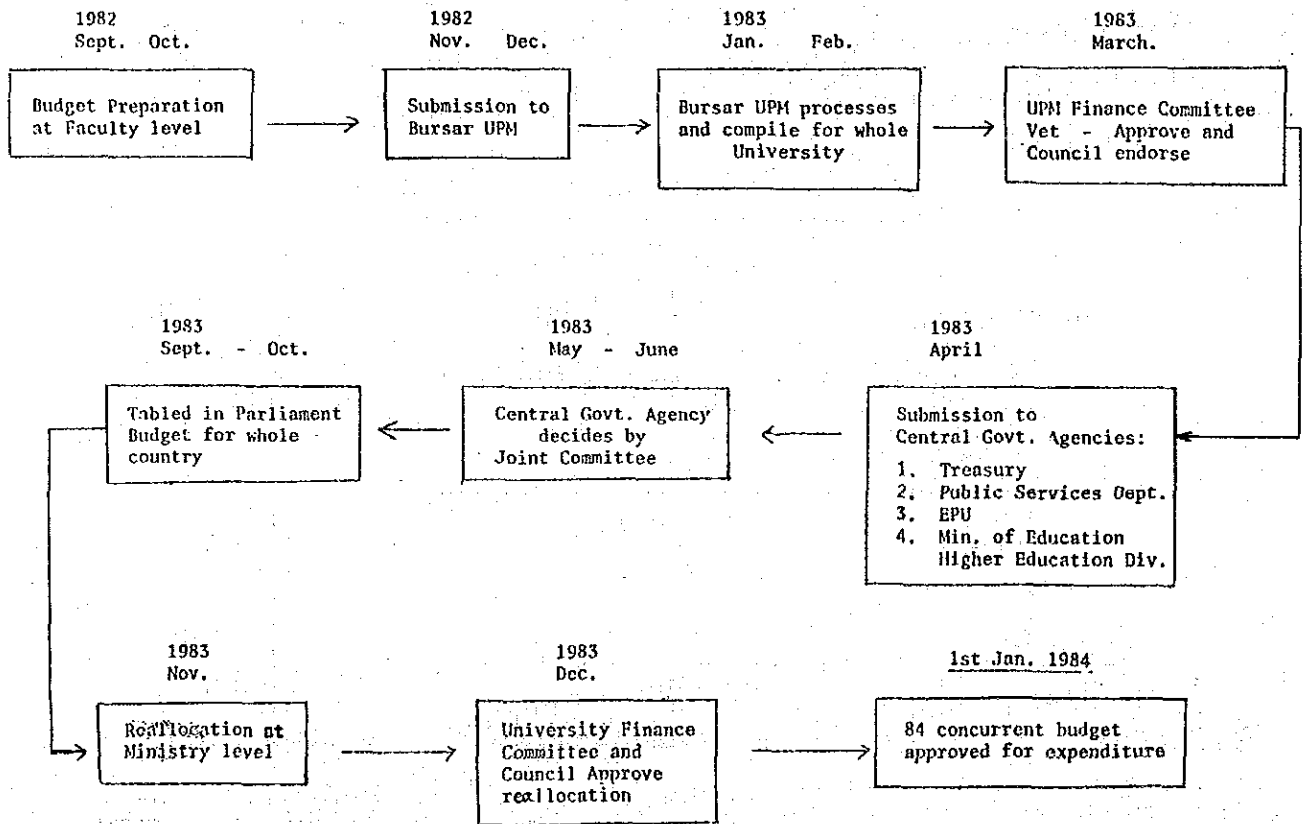 1982
Sept. Oct.
Budget Preparation
at Faculty level
1982
Nov. Dec.
Submission to
Bursar UPM
1983
Jan. Feb.
Bursar UPM processes
and compile for whole
University
1983
March.
UPM Finance Committee
Vet - Approve and
Council endorse
1983
April
Submission to
Central Govt. Agencies:
1. Treasury
2. Public Services Dept.
3. EPU
4. Min. of Education
Higher Education Div.
1983
May - June
Central Govt. Agency
decides by
Joint Committee
1983
Sept. - Oct.
Tabled in Parliament
Budget for whole
country
1983
Nov.
Reallocation at
Ministry level
1983
Dec.
University Finance
Committee and
Council Approve
reallocation
1st Jan. 1984
84 concurrent budget
approved for expenditure